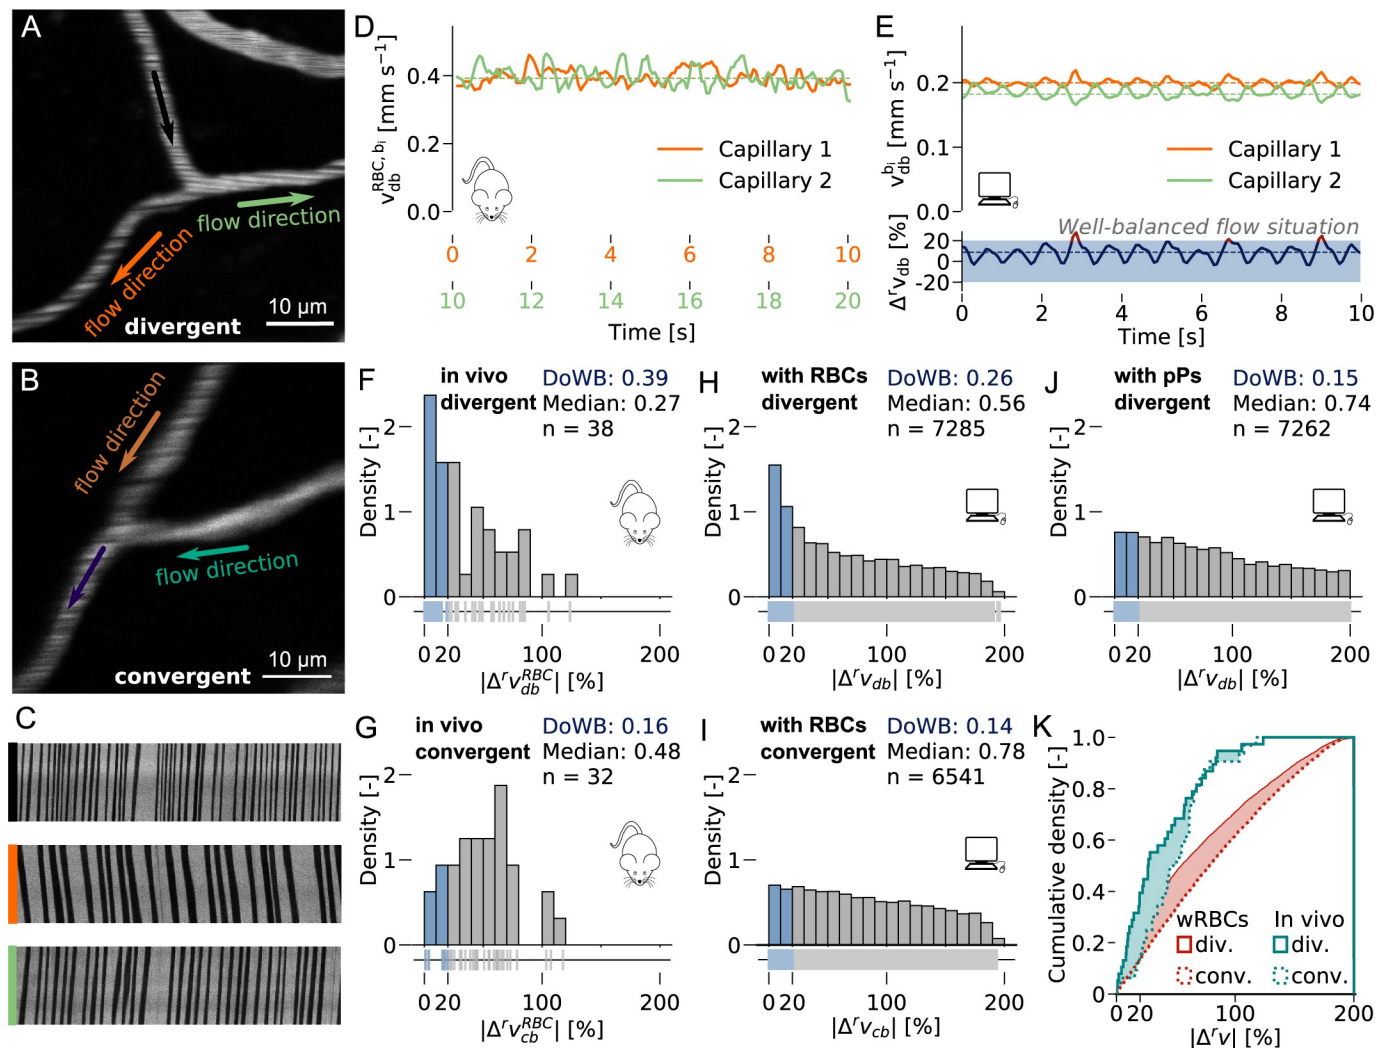 A
flow direction
flow direction
divergent
10 µm
B
flow direction
flow direction
convergent
10 µm
C
D
v_db^RBC, b_i [mm s⁻¹]
0.4
0.2
0.0
Capillary 1
Capillary 2
0 2 4 6 8 10
10 12 14 16 18 20
Time [s]
E
v_db^b_i [mm s⁻¹]
0.2
0.1
0.0
Capillary 1
Capillary 2
Well-balanced flow situation
Δʳv_db [%]
20
0
-20
0 2 4 6 8 10
Time [s]
F
in vivo
divergent
DoWB: 0.39
Median: 0.27
n = 38
Density [-]
2
1
0
0 20 100 200
|Δʳv_db^RBC| [%]
H
with RBCs
divergent
DoWB: 0.26
Median: 0.56
n = 7285
Density [-]
2
1
0
0 20 100 200
|Δʳv_db| [%]
J
with pPs
divergent
DoWB: 0.15
Median: 0.74
n = 7262
Density [-]
2
1
0
0 20 100 200
|Δʳv_db| [%]
G
in vivo
convergent
DoWB: 0.16
Median: 0.48
n = 32
Density [-]
2
1
0
0 20 100 200
|Δʳv_cb^RBC| [%]
I
with RBCs
convergent
DoWB: 0.14
Median: 0.78
n = 6541
Density [-]
2
1
0
0 20 100 200
|Δʳv_cb| [%]
K
Cumulative density [-]
1.0
0.8
0.6
0.4
0.2
0
wRBCs In vivo
div. div.
conv. conv.
0 20 100 200
|Δʳv| [%]